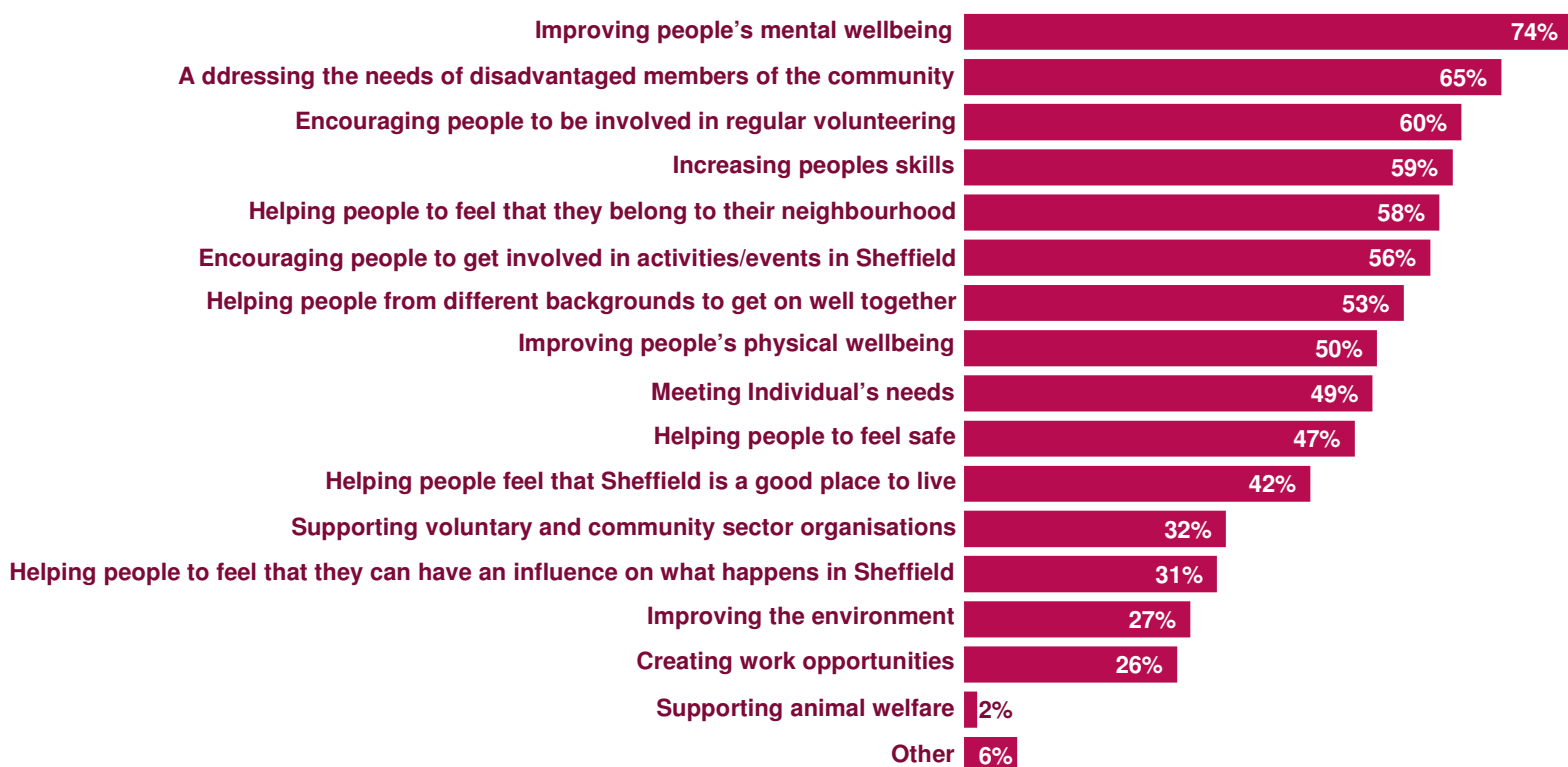 Improving people’s mental wellbeing 74%
A ddressing the needs of disadvantaged members of the community 65%
Encouraging people to be involved in regular volunteering 60%
Increasing peoples skills 59%
Helping people to feel that they belong to their neighbourhood 58%
Encouraging people to get involved in activities/events in Sheffield 56%
Helping people from different backgrounds to get on well together 53%
Improving people’s physical wellbeing 50%
Meeting Individual’s needs 49%
Helping people to feel safe 47%
Helping people feel that Sheffield is a good place to live 42%
Supporting voluntary and community sector organisations 32%
Helping people to feel that they can have an influence on what happens in Sheffield 31%
Improving the environment 27%
Creating work opportunities 26%
Supporting animal welfare 2%
Other 6%